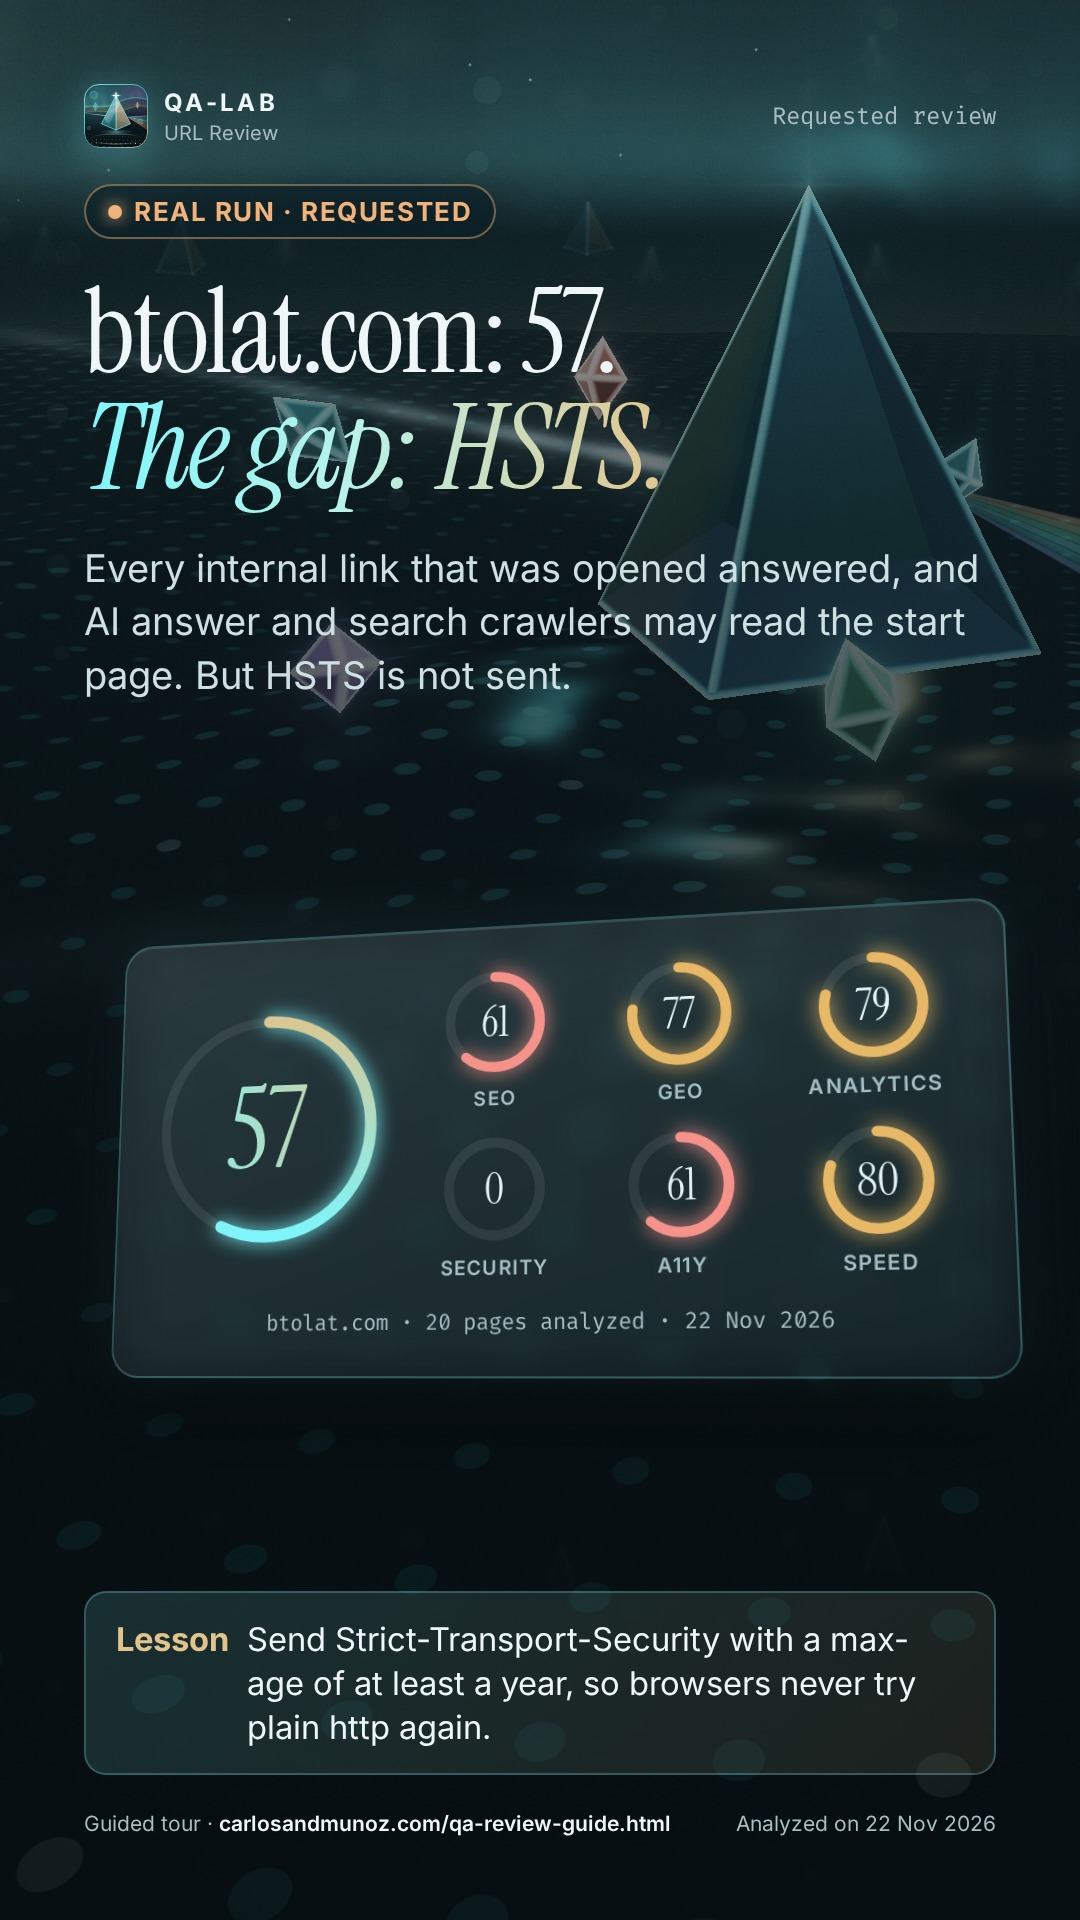 QA-LAB
URL Review
Requested review
REAL RUN · REQUESTED
btolat.com: 57.
The gap: HSTS.
Every internal link that was opened answered, and
AI answer and search crawlers may read the start
page. But HSTS is not sent.
57
61
SEO
77
GEO
79
ANALYTICS
0
SECURITY
61
A11Y
80
SPEED
btolat.com · 20 pages analyzed · 22 Nov 2026
Lesson Send Strict-Transport-Security with a max-
age of at least a year, so browsers never try
plain http again.
Guided tour · carlosandmunoz.com/qa-review-guide.html
Analyzed on 22 Nov 2026